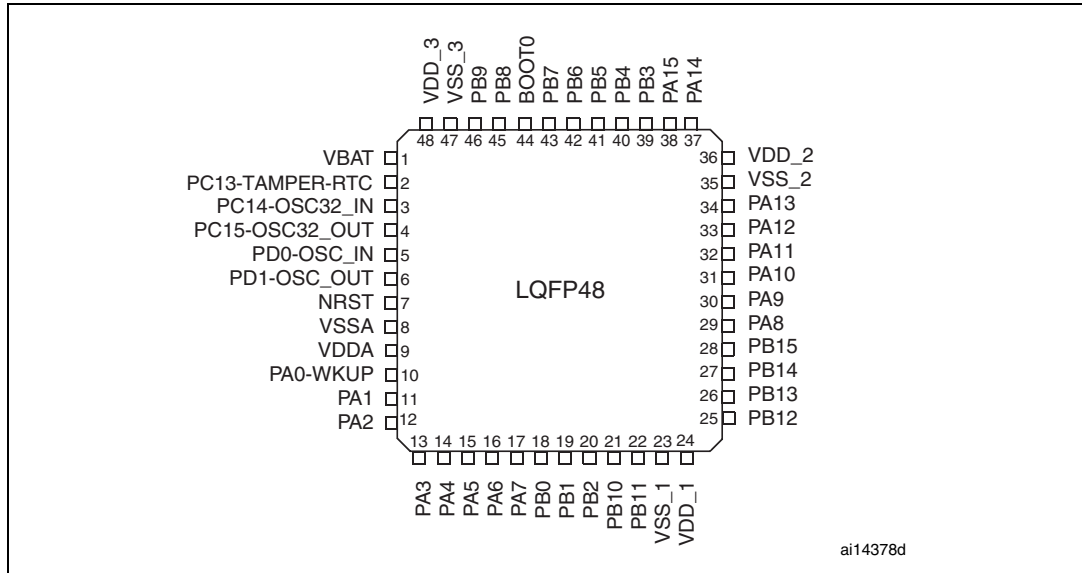 VDD_3
VSS_3
PB9
PB8
BOOT0
PB7
PB6
PB5
PB4
PB3
PA15
PA14
48 47 46 45 44 43 42 41 40 39 38 37
VBAT 1
PC13-TAMPER-RTC 2
PC14-OSC32_IN 3
PC15-OSC32_OUT 4
PD0-OSC_IN 5
PD1-OSC_OUT 6
NRST 7
VSSA 8
VDDA 9
PA0-WKUP 10
PA1 11
PA2 12
LQFP48
36 VDD_2
35 VSS_2
34 PA13
33 PA12
32 PA11
31 PA10
30 PA9
29 PA8
28 PB15
27 PB14
26 PB13
25 PB12
13 14 15 16 17 18 19 20 21 22 23 24
PA3
PA4
PA5
PA6
PA7
PB0
PB1
PB2
PB10
PB11
VSS_1
VDD_1
ai14378d